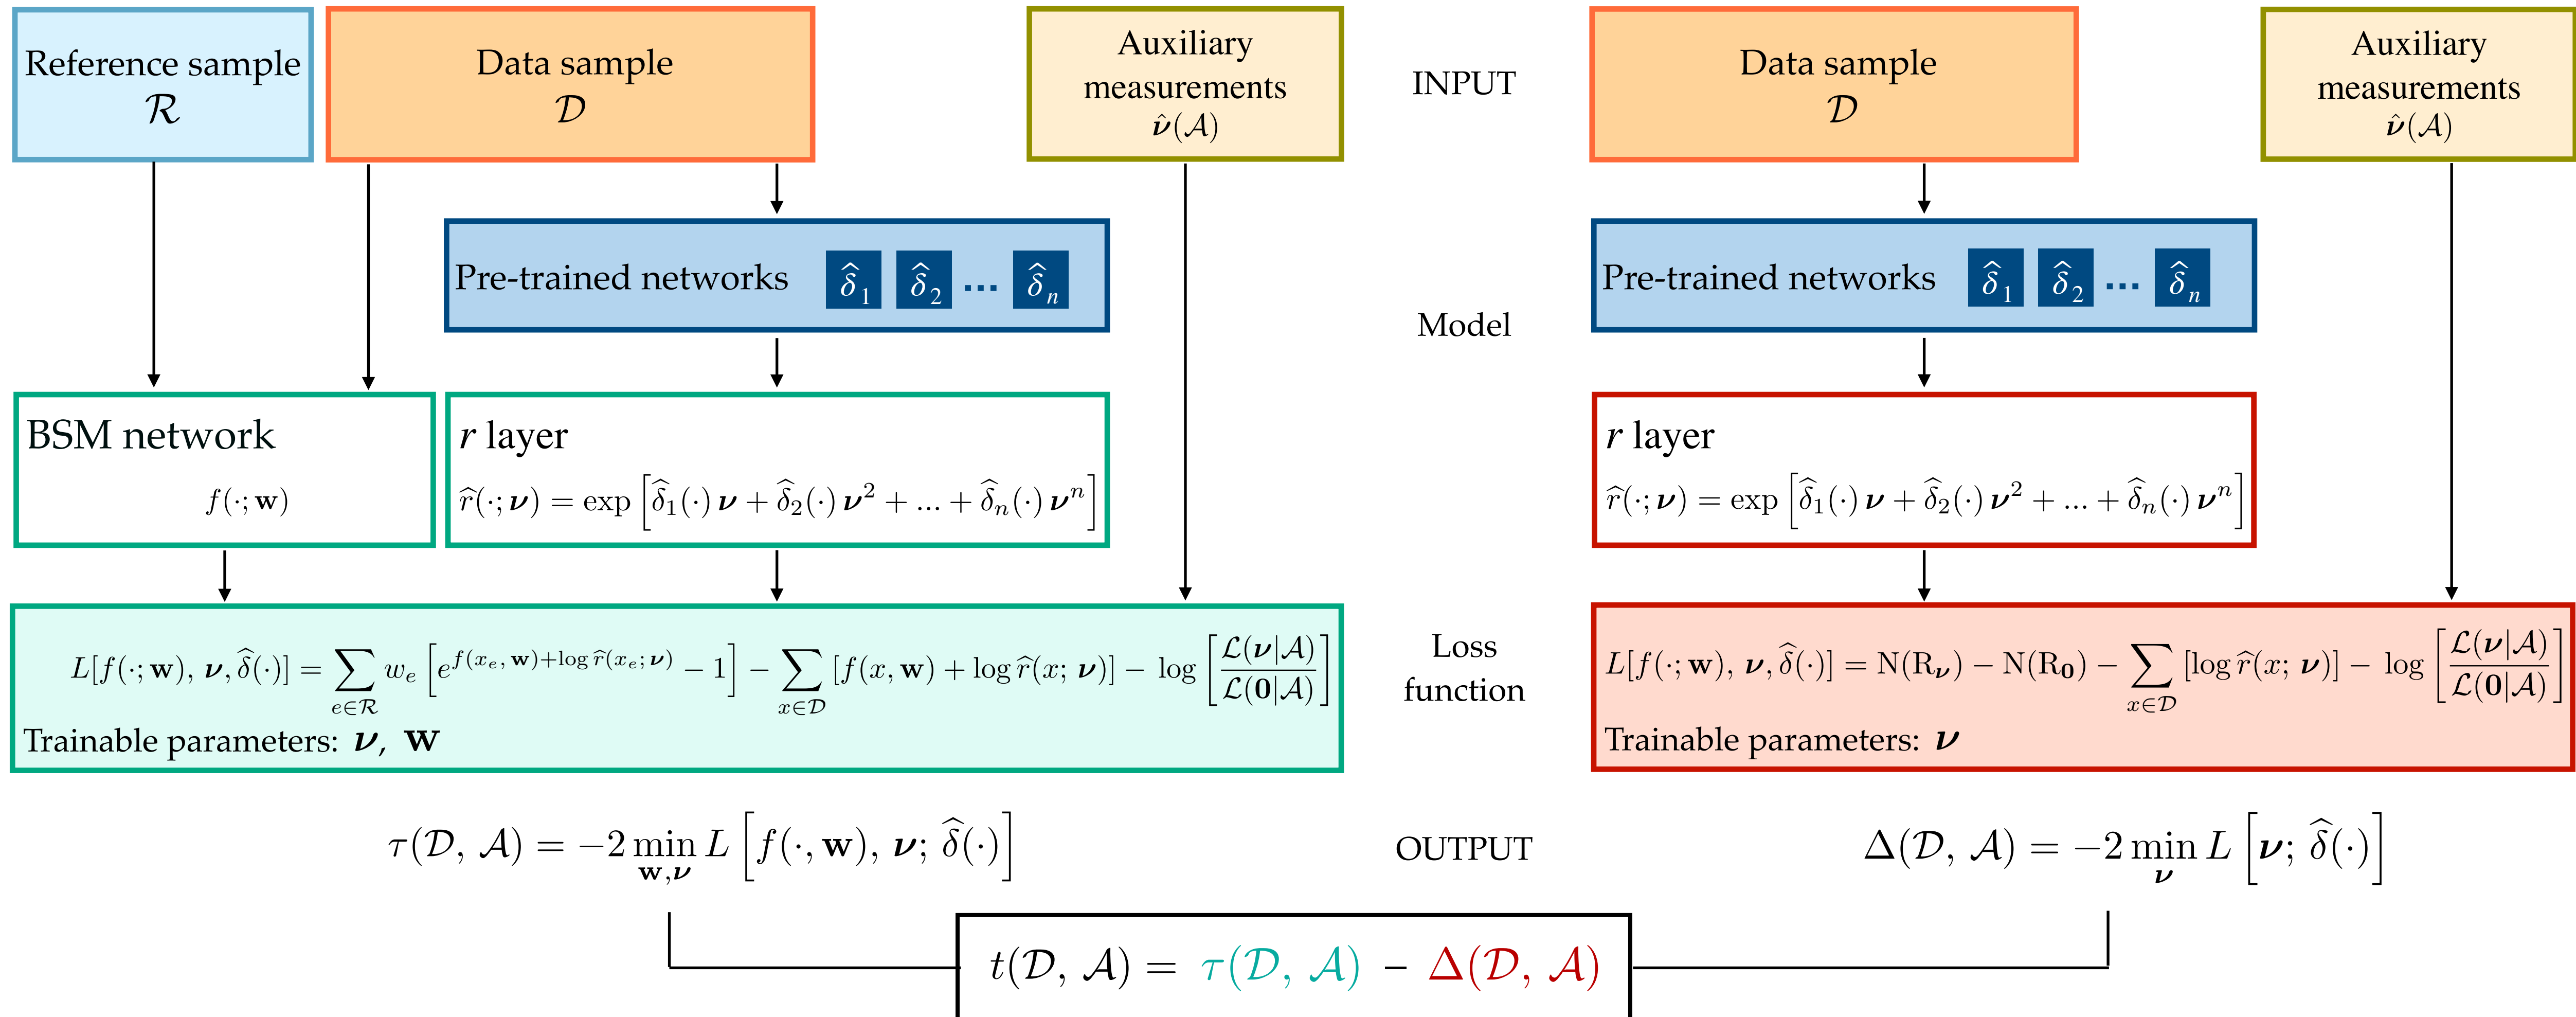 Reference sample
ℛ
Data sample
𝒟
Auxiliary
measurements
ν̂(𝒜)
INPUT
Data sample
𝒟
Auxiliary
measurements
ν̂(𝒜)
Pre-trained networks δ̂₁ δ̂₂ ... δ̂ₙ
Model
Pre-trained networks δ̂₁ δ̂₂ ... δ̂ₙ
BSM network
f(·; w)
r layer
r̂(·; ν) = exp [δ̂₁(·) ν + δ̂₂(·) ν² + ... + δ̂ₙ(·) νⁿ]
r layer
r̂(·; ν) = exp [δ̂₁(·) ν + δ̂₂(·) ν² + ... + δ̂ₙ(·) νⁿ]
L[f(·; w), ν, δ̂(·)] = ∑_{e∈ℛ} w_e [e^{f(x_e, w)+log r̂(x_e; ν)} − 1] − ∑_{x∈𝒟} [f(x, w) + log r̂(x; ν)] − log [ℒ(ν|𝒜) / ℒ(0|𝒜)]
Trainable parameters: ν, w
Loss
function
L[f(·; w), ν, δ̂(·)] = N(R_ν) − N(R_0) − ∑_{x∈𝒟} [log r̂(x; ν)] − log [ℒ(ν|𝒜) / ℒ(0|𝒜)]
Trainable parameters: ν
τ(𝒟, 𝒜) = −2 min_{w,ν} L [f(·, w), ν; δ̂(·)]
OUTPUT
Δ(𝒟, 𝒜) = −2 min_ν L [ν; δ̂(·)]
t(𝒟, 𝒜) = τ(𝒟, 𝒜) − Δ(𝒟, 𝒜)